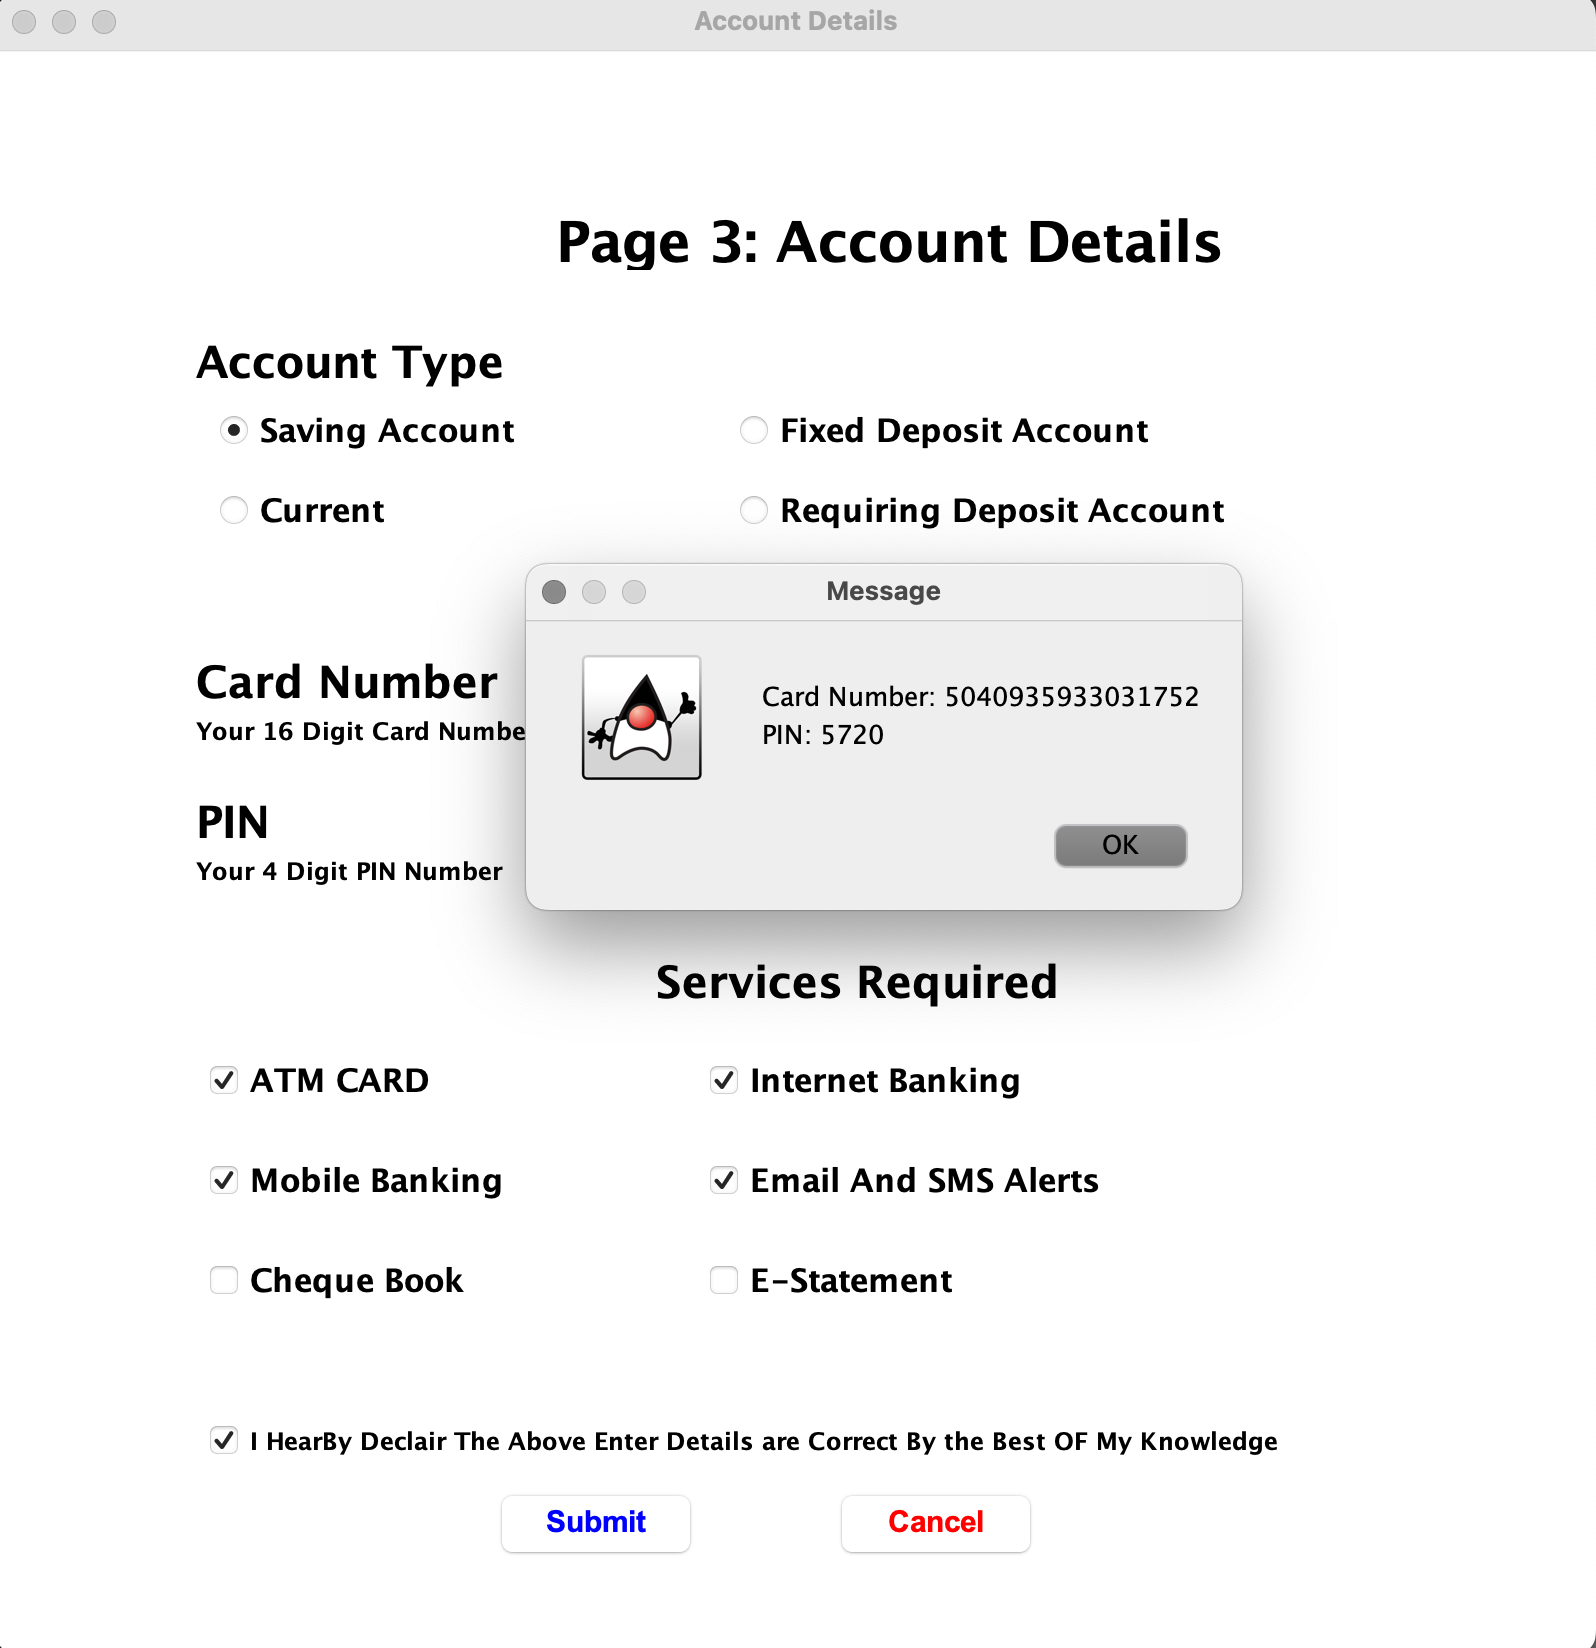 Account Details
Page 3: Account Details
Account Type
Saving Account Fixed Deposit Account
Current Requiring Deposit Account
Message
Card Number
Your 16 Digit Card Numbe
Card Number: 5040935933031752
PIN: 5720
PIN
Your 4 Digit PIN Number
OK
Services Required
ATM CARD Internet Banking
Mobile Banking Email And SMS Alerts
Cheque Book E-Statement
I HearBy Declair The Above Enter Details are Correct By the Best OF My Knowledge
Submit Cancel